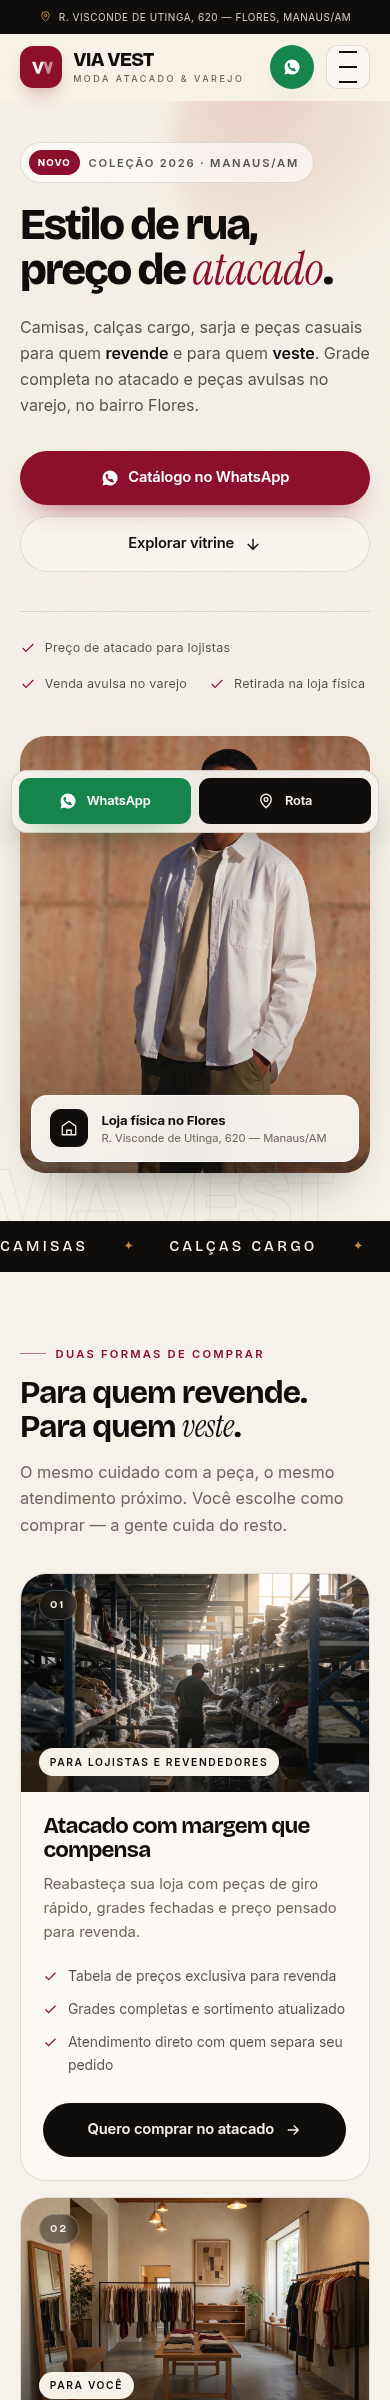 R. VISCONDE DE UTINGA, 620 — FLORES, MANAUS/AM
VV
VIA VEST
MODA ATACADO & VAREJO
NOVO COLEÇÃO 2026 · MANAUS/AM
Estilo de rua,
preço de atacado.
Camisas, calças cargo, sarja e peças casuais
para quem revende e para quem veste. Grade
completa no atacado e peças avulsas no
varejo, no bairro Flores.
Catálogo no WhatsApp
Explorar vitrine
Preço de atacado para lojistas
Venda avulsa no varejo
Retirada na loja física
WhatsApp
Rota
Loja física no Flores
R. Visconde de Utinga, 620 — Manaus/AM
VIA VEST
CAMISAS ✦ CALÇAS CARGO ✦
DUAS FORMAS DE COMPRAR
Para quem revende.
Para quem veste.
O mesmo cuidado com a peça, o mesmo
atendimento próximo. Você escolhe como
comprar — a gente cuida do resto.
01
PARA LOJISTAS E REVENDEDORES
Atacado com margem que
compensa
Reabasteça sua loja com peças de giro
rápido, grades fechadas e preço pensado
para revenda.
Tabela de preços exclusiva para revenda
Grades completas e sortimento atualizado
Atendimento direto com quem separa seu
pedido
Quero comprar no atacado
02
PARA VOCÊ